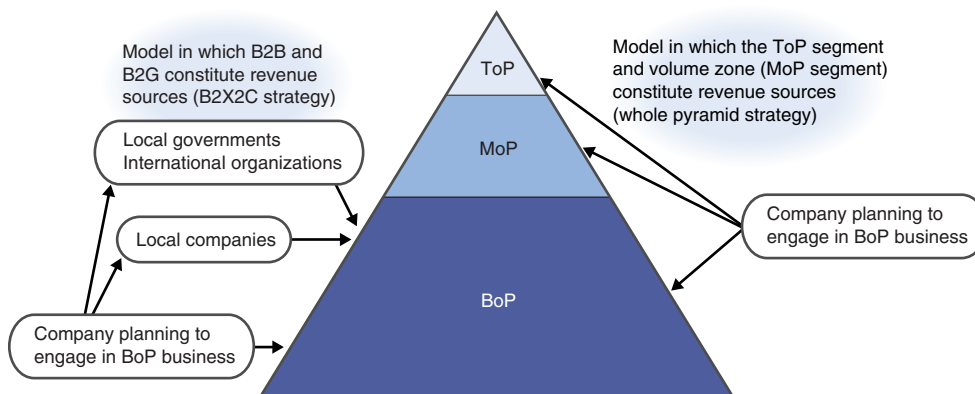 Model in which B2B and
B2G constitute revenue
sources (B2X2C strategy)
Local governments
International organizations
Local companies
Company planning to
engage in BoP business
ToP
MoP
BoP
Model in which the ToP segment
and volume zone (MoP segment)
constitute revenue sources
(whole pyramid strategy)
Company planning to
engage in BoP business